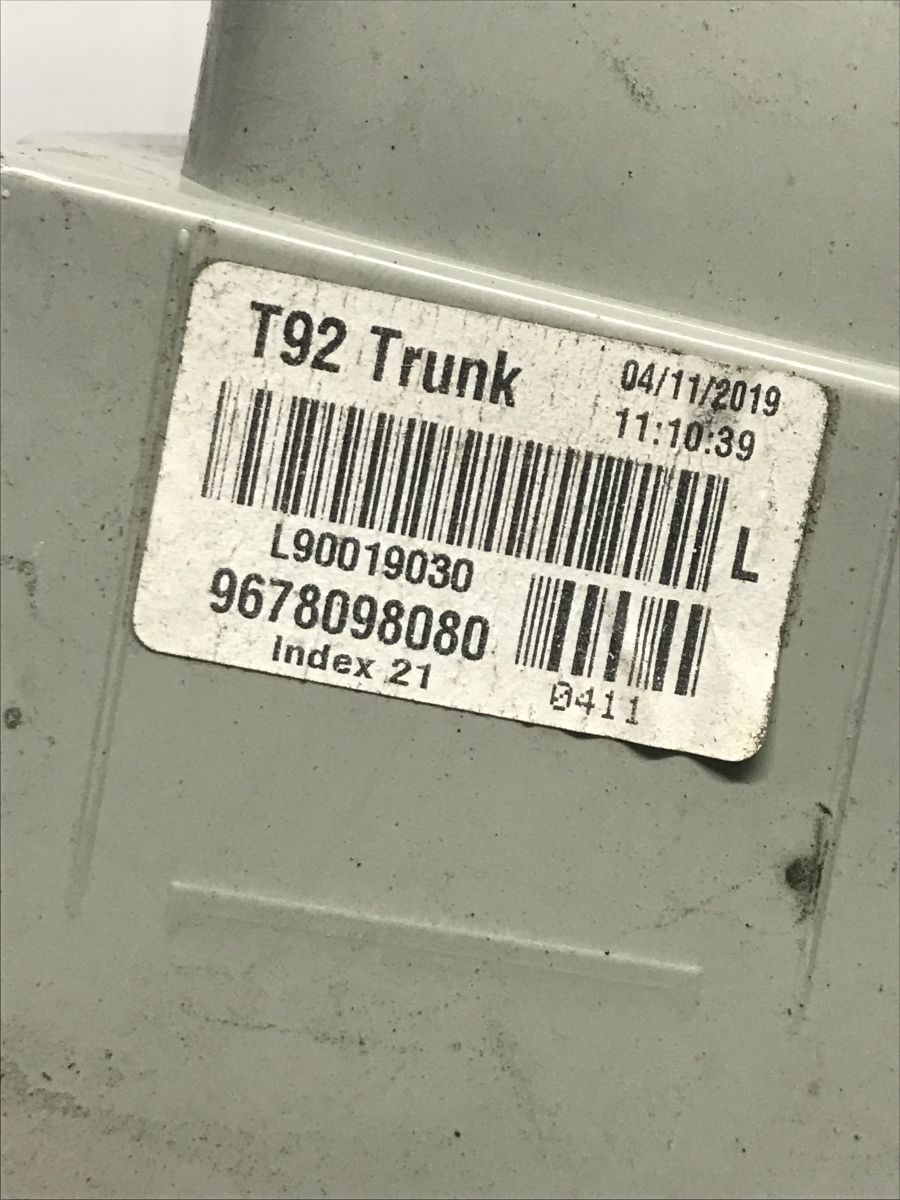 T92 Trunk
04/11/2019
11:10:39
L
L90019030
9678098080
Index 21
0411